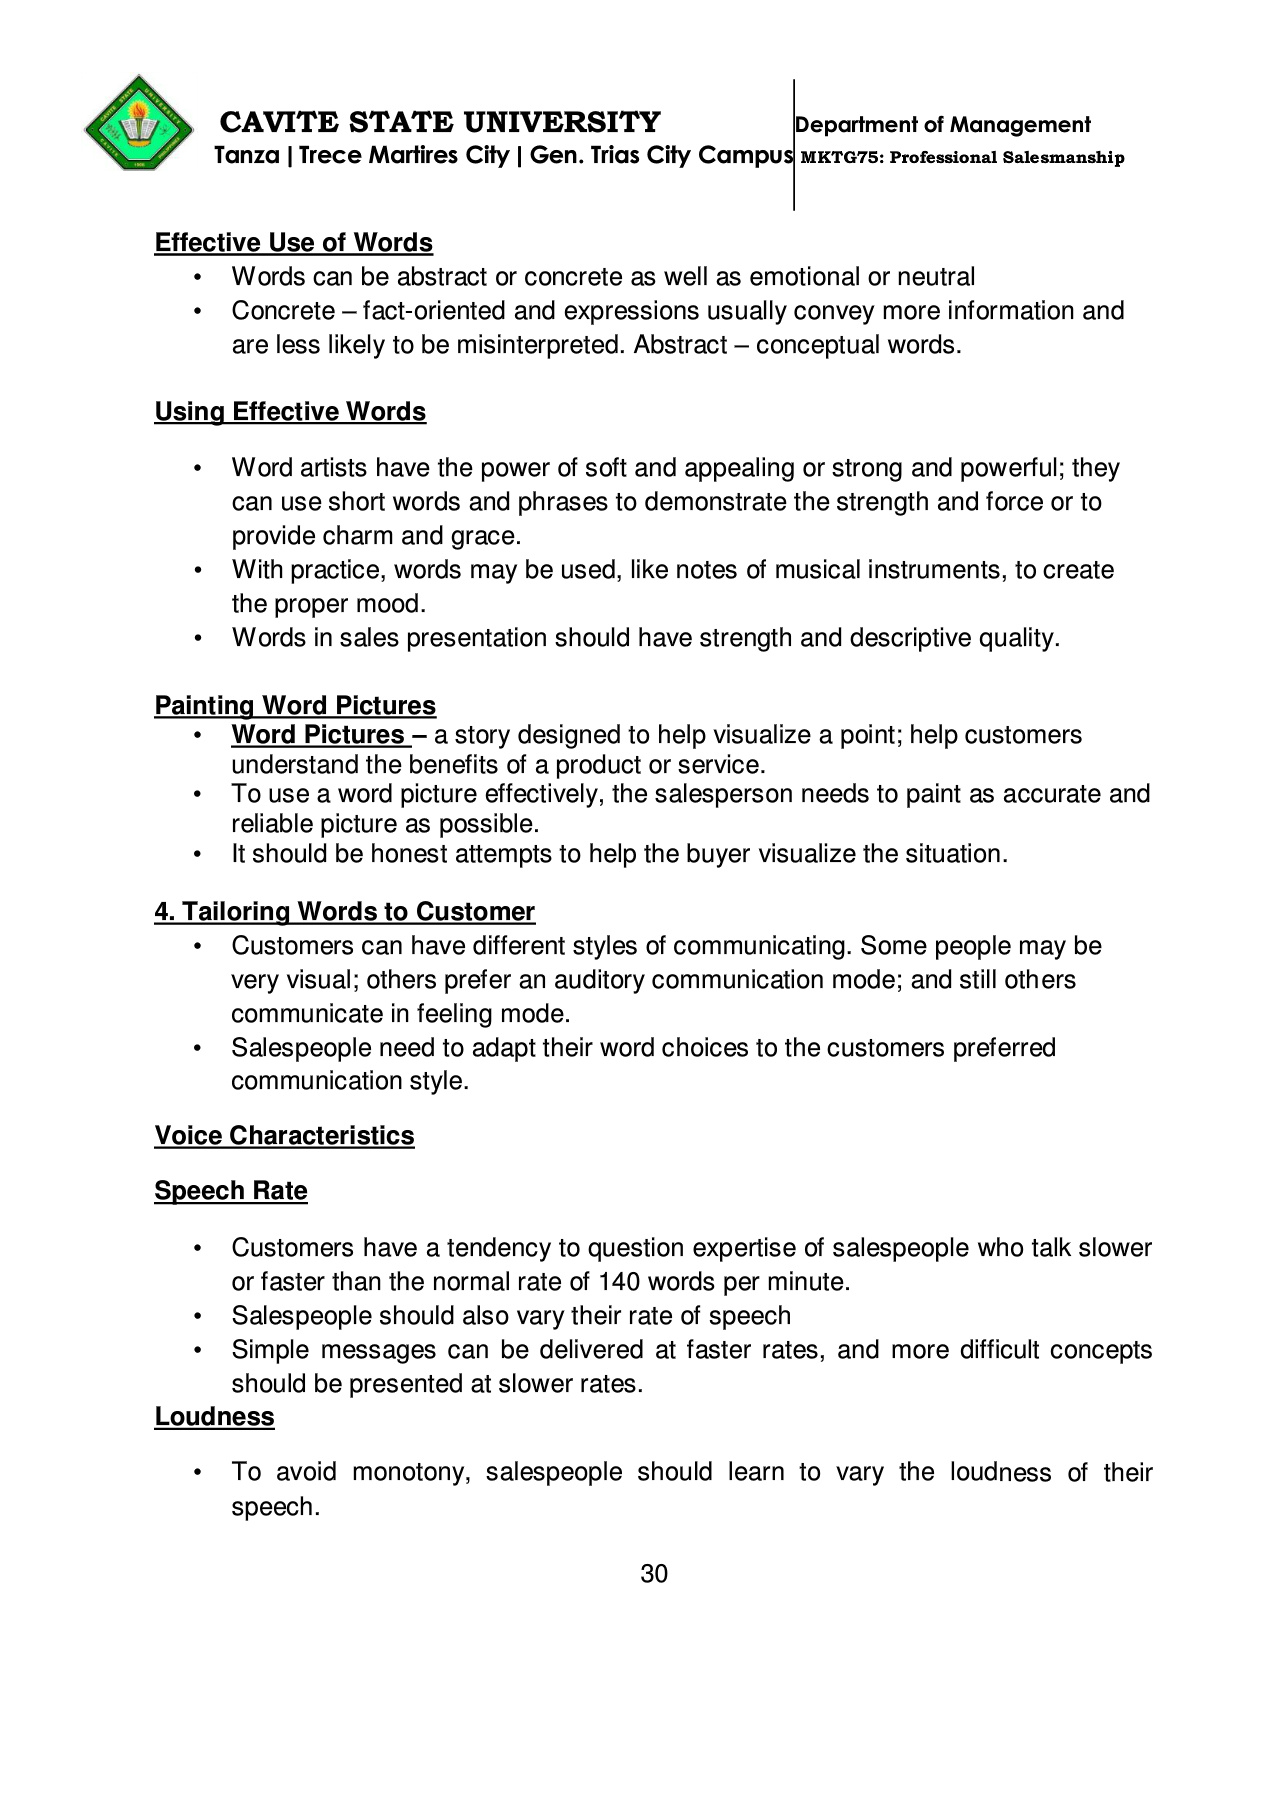 CAVITE STATE UNIVERSITY
Department of Management
Tanza | Trece Martires City | Gen. Trias City Campus
MKTG75: Professional Salesmanship
Effective Use of Words
• Words can be abstract or concrete as well as emotional or neutral
• Concrete – fact-oriented and expressions usually convey more information and
are less likely to be misinterpreted. Abstract – conceptual words.
Using Effective Words
• Word artists have the power of soft and appealing or strong and powerful; they
can use short words and phrases to demonstrate the strength and force or to
provide charm and grace.
• With practice, words may be used, like notes of musical instruments, to create
the proper mood.
• Words in sales presentation should have strength and descriptive quality.
Painting Word Pictures
• Word Pictures – a story designed to help visualize a point; help customers
understand the benefits of a product or service.
• To use a word picture effectively, the salesperson needs to paint as accurate and
reliable picture as possible.
• It should be honest attempts to help the buyer visualize the situation.
4. Tailoring Words to Customer
• Customers can have different styles of communicating. Some people may be
very visual; others prefer an auditory communication mode; and still others
communicate in feeling mode.
• Salespeople need to adapt their word choices to the customers preferred
communication style.
Voice Characteristics
Speech Rate
• Customers have a tendency to question expertise of salespeople who talk slower
or faster than the normal rate of 140 words per minute.
• Salespeople should also vary their rate of speech
• Simple messages can be delivered at faster rates, and more difficult concepts
should be presented at slower rates.
Loudness
• To avoid monotony, salespeople should learn to vary the loudness of their
speech.
30